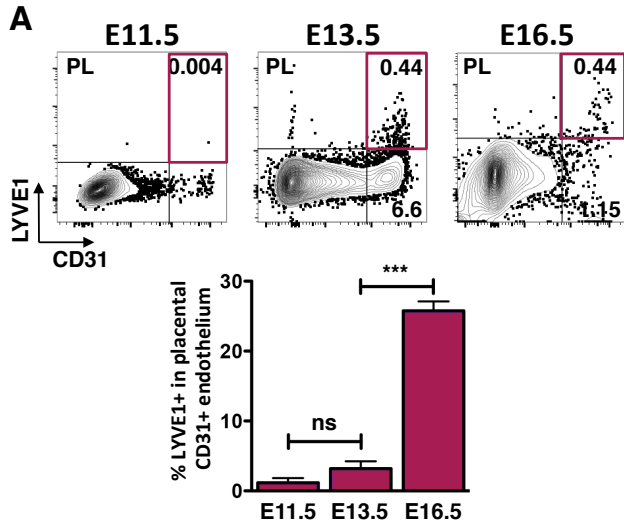 A
E11.5
E13.5
E16.5
PL
0.004
PL
0.44
PL
0.44
6.6
1.15
LYVE1
CD31
% LYVE1+ in placental
CD31+ endothelium
30
20
10
0
ns
***
E11.5
E13.5
E16.5